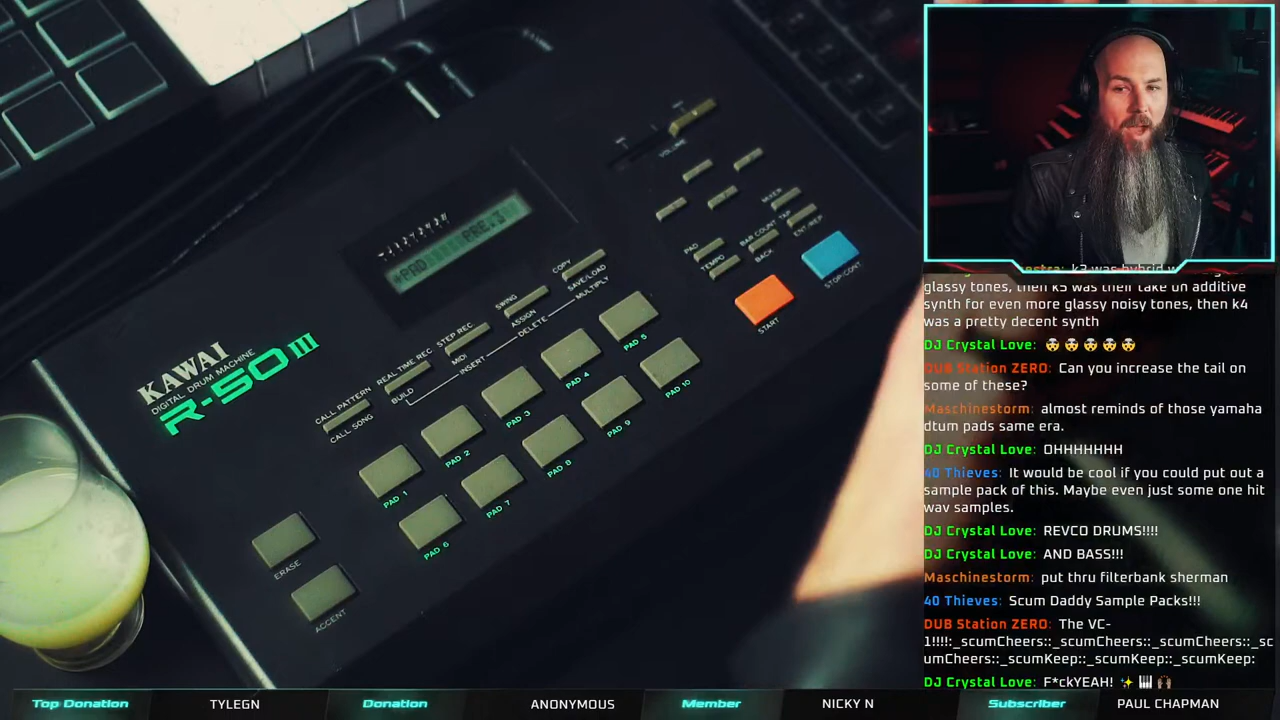 KAWAI
DIGITAL DRUM MACHINE
R-50III
PAD PRE.3
VOLUME
MIXER
BAR COUNT TAP
ENT/REP
PAD
BACK
TEMPO
STOP/CONT.
START
COPY
SAVE/LOAD
SWING
ASSIGN
MULTIPLY
STEP REC
MIDI
DELETE
REAL TIME REC
BUILD
INSERT
CALL PATTERN
CALL SONG
PAD 1
PAD 2
PAD 3
PAD 4
PAD 5
PAD 6
PAD 7
PAD 8
PAD 9
PAD 10
ERASE
ACCENT
k3 was hybrid
glassy tones, then k5 was their take on additive
synth for even more glassy noisy tones, then k4
was a pretty decent synth
DJ Crystal Love: 🤯 🤯 🤯 🤯 🤯
DUB Station ZERO: Can you increase the tail on
some of these?
Maschinestorm: almost reminds of those yamaha
dtum pads same era.
DJ Crystal Love: OHHHHHHH
40 Thieves: It would be cool if you could put out a
sample pack of this. Maybe even just some one hit
wav samples.
DJ Crystal Love: REVCO DRUMS!!!!
DJ Crystal Love: AND BASS!!!
Maschinestorm: put thru filterbank sherman
40 Thieves: Scum Daddy Sample Packs!!!
DUB Station ZERO: The VC-
1!!!!:_scumCheers::_scumCheers::_scumCheers::_sc
umCheers::_scumKeep::_scumKeep::_scumKeep:
DJ Crystal Love: F*ckYEAH! ✨ 🎹 🙌🏽
Top Donation TYLEGN Donation ANONYMOUS Member NICKY N Subscriber PAUL CHAPMAN